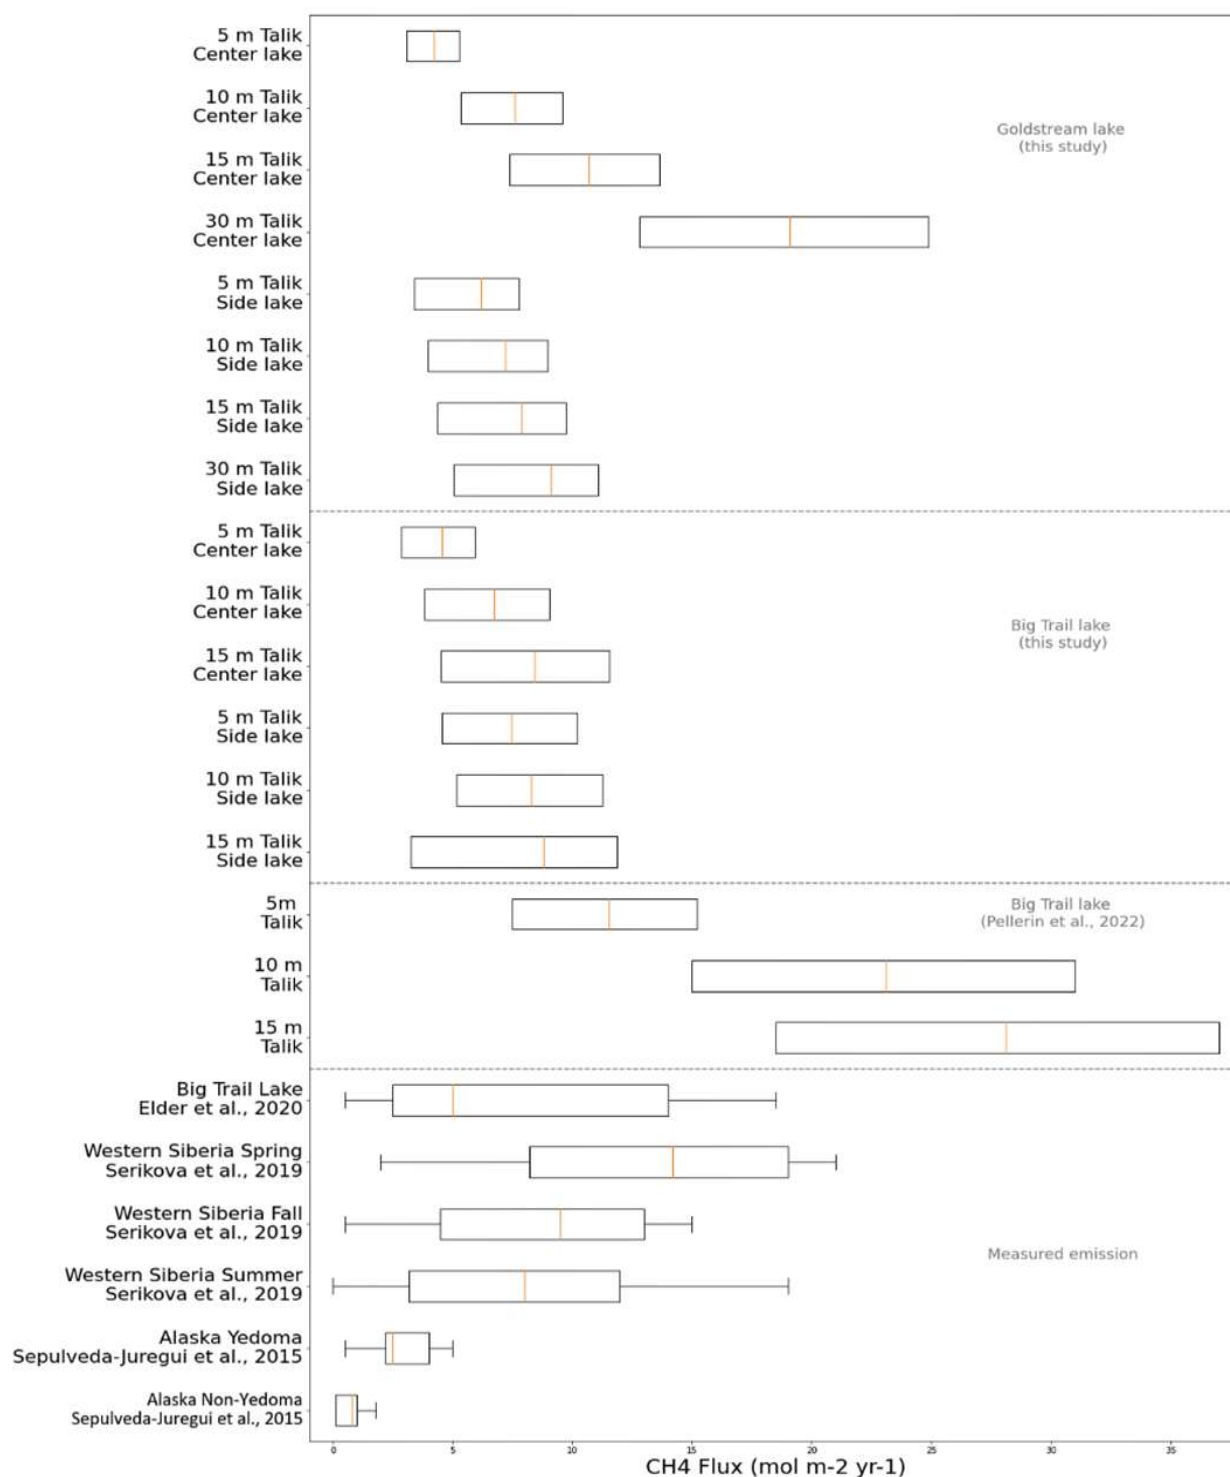 5 m Talik
Center lake
10 m Talik
Center lake
Goldstream lake
(this study)
15 m Talik
Center lake
30 m Talik
Center lake
5 m Talik
Side lake
10 m Talik
Side lake
15 m Talik
Side lake
30 m Talik
Side lake
5 m Talik
Center lake
10 m Talik
Center lake
Big Trail lake
(this study)
15 m Talik
Center lake
5 m Talik
Side lake
10 m Talik
Side lake
15 m Talik
Side lake
5m
Talik
Big Trail lake
(Pellerin et al., 2022)
10 m
Talik
15 m
Talik
Big Trail Lake
Elder et al., 2020
Western Siberia Spring
Serikova et al., 2019
Western Siberia Fall
Serikova et al., 2019
Measured emission
Western Siberia Summer
Serikova et al., 2019
Alaska Yedoma
Sepulveda-Juregui et al., 2015
Alaska Non-Yedoma
Sepulveda-Juregui et al., 2015
0 5 10 15 20 25 30 35
CH4 Flux (mol m-2 yr-1)